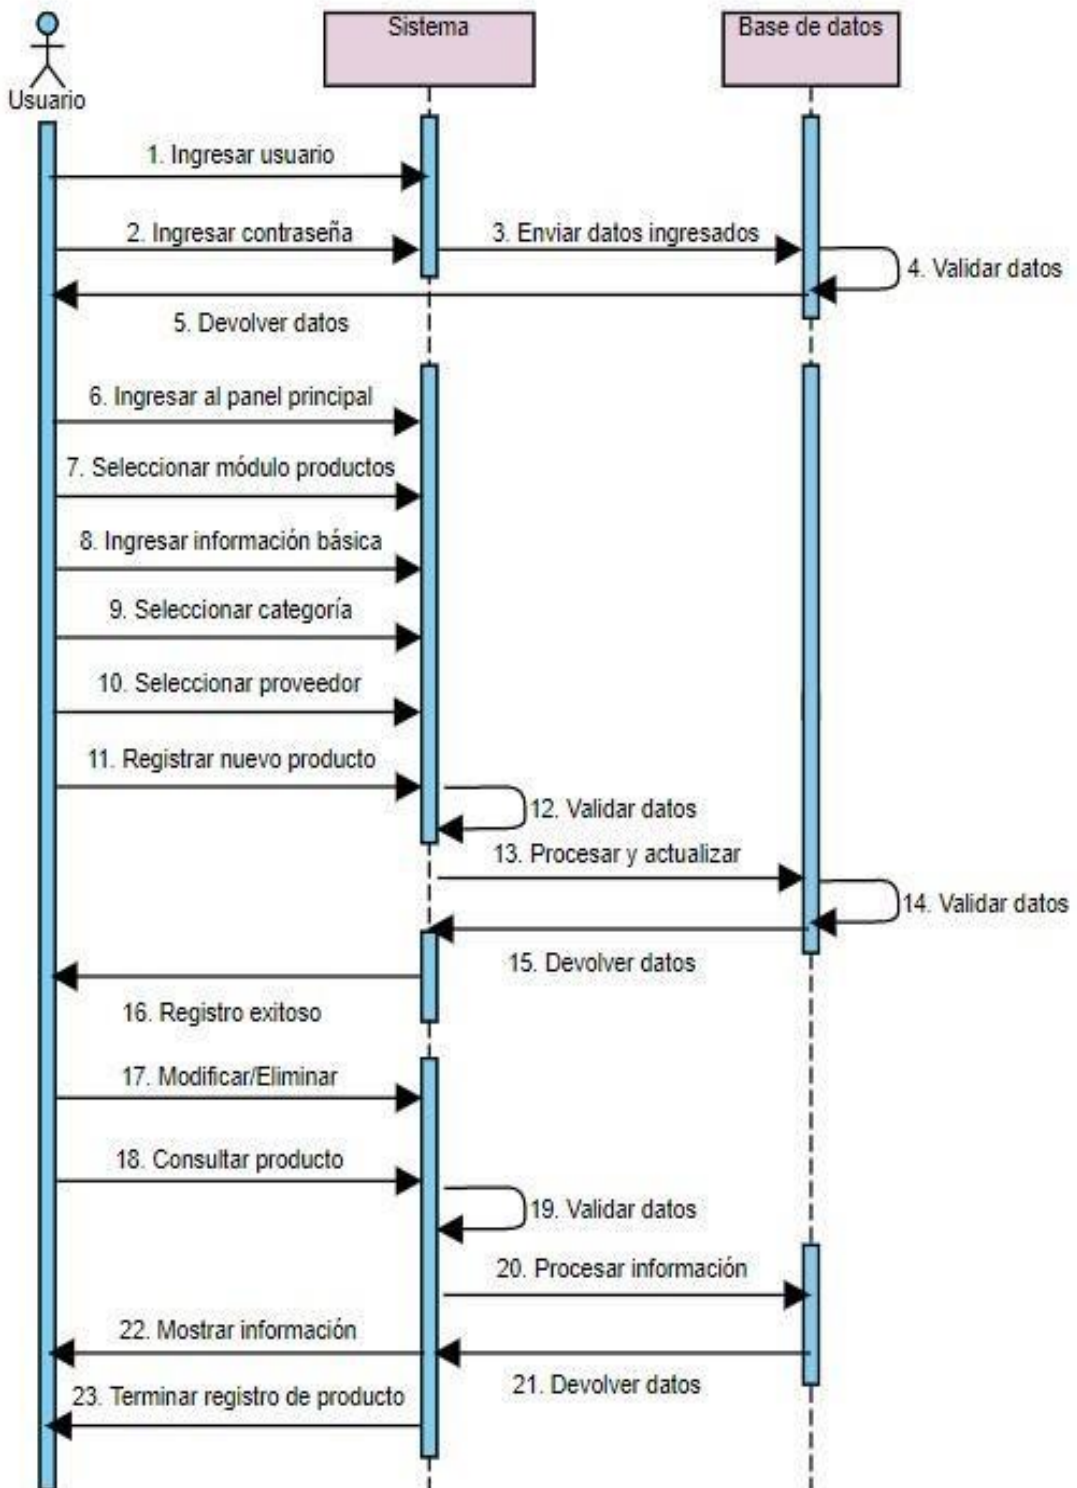 Sistema
Base de datos
Usuario
1. Ingresar usuario
2. Ingresar contraseña
3. Enviar datos ingresados
4. Validar datos
5. Devolver datos
6. Ingresar al panel principal
7. Seleccionar módulo productos
8. Ingresar información básica
9. Seleccionar categoría
10. Seleccionar proveedor
11. Registrar nuevo producto
12. Validar datos
13. Procesar y actualizar
14. Validar datos
15. Devolver datos
16. Registro exitoso
17. Modificar/Eliminar
18. Consultar producto
19. Validar datos
20. Procesar información
22. Mostrar información
21. Devolver datos
23. Terminar registro de producto